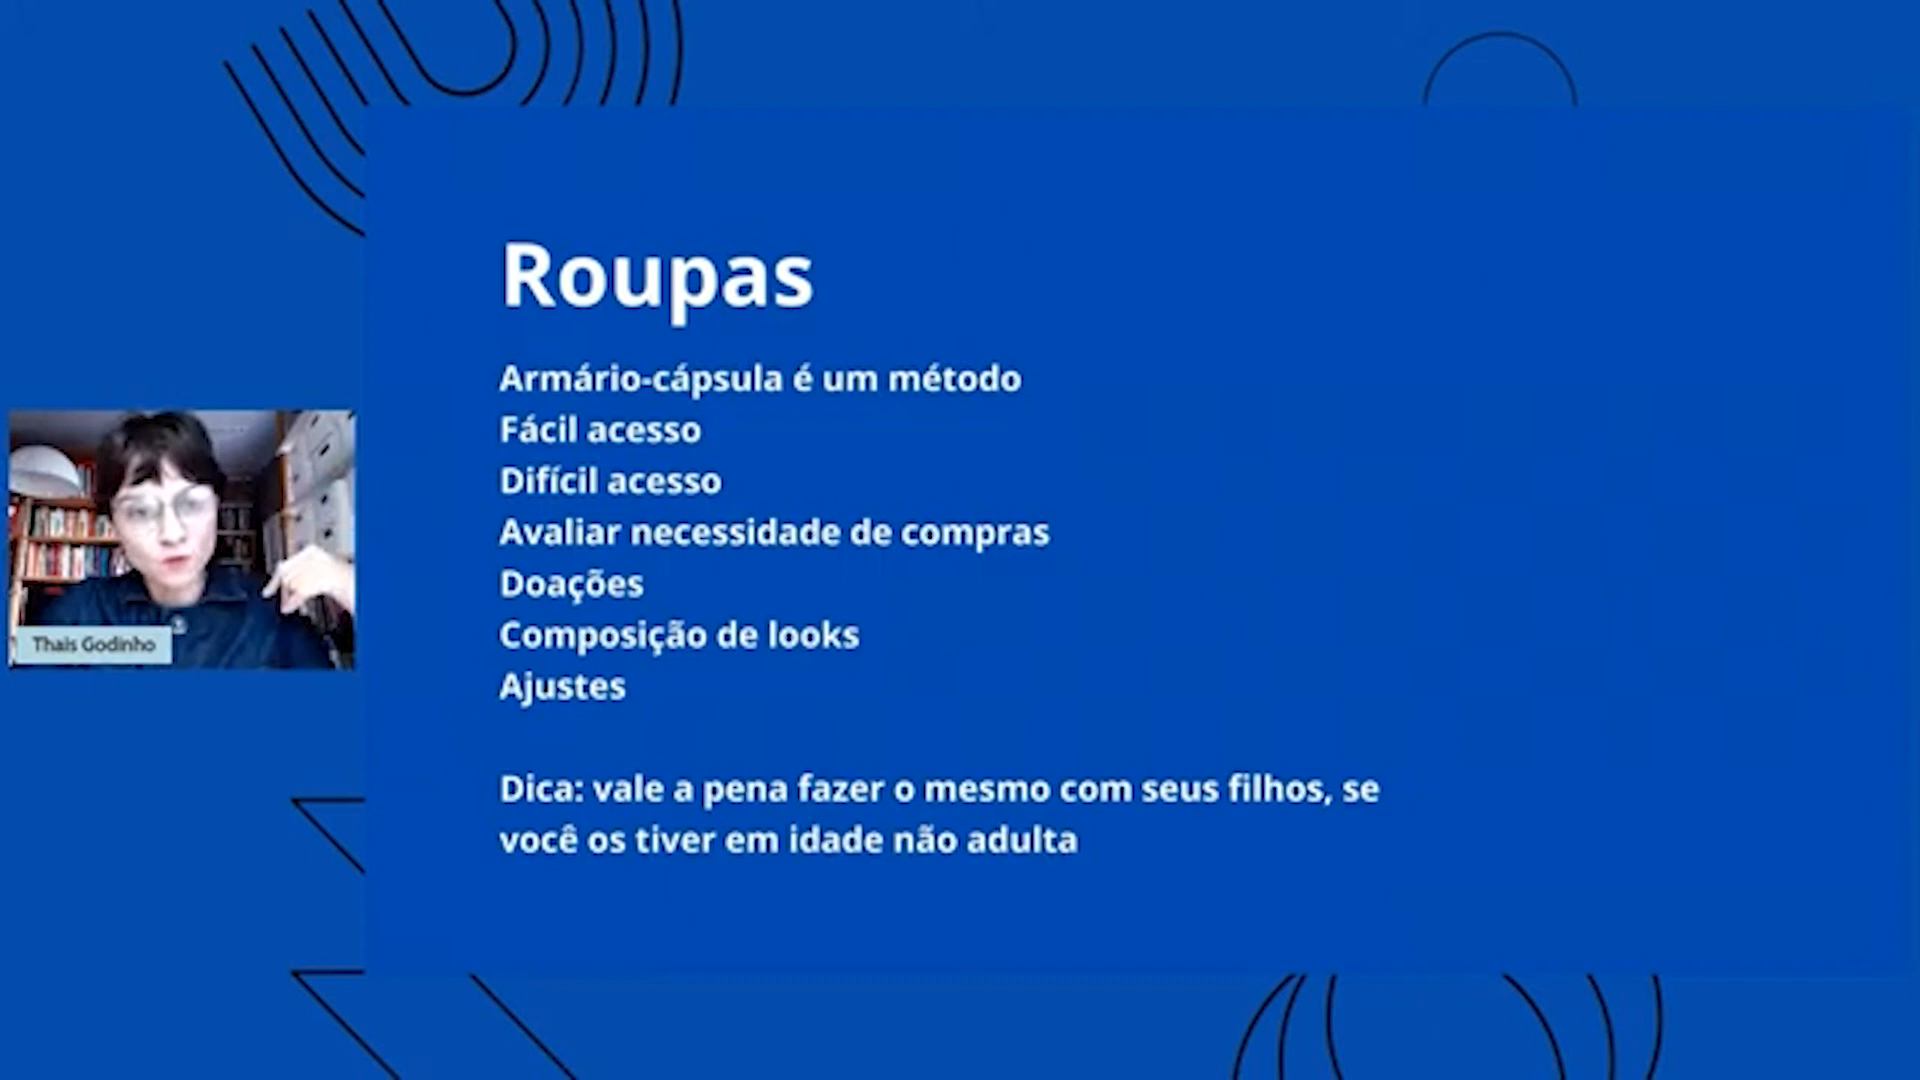 Roupas
Armário-cápsula é um método
Fácil acesso
Difícil acesso
Avaliar necessidade de compras
Doações
Composição de looks
Ajustes
Dica: vale a pena fazer o mesmo com seus filhos, se
você os tiver em idade não adulta
Thais Godinho